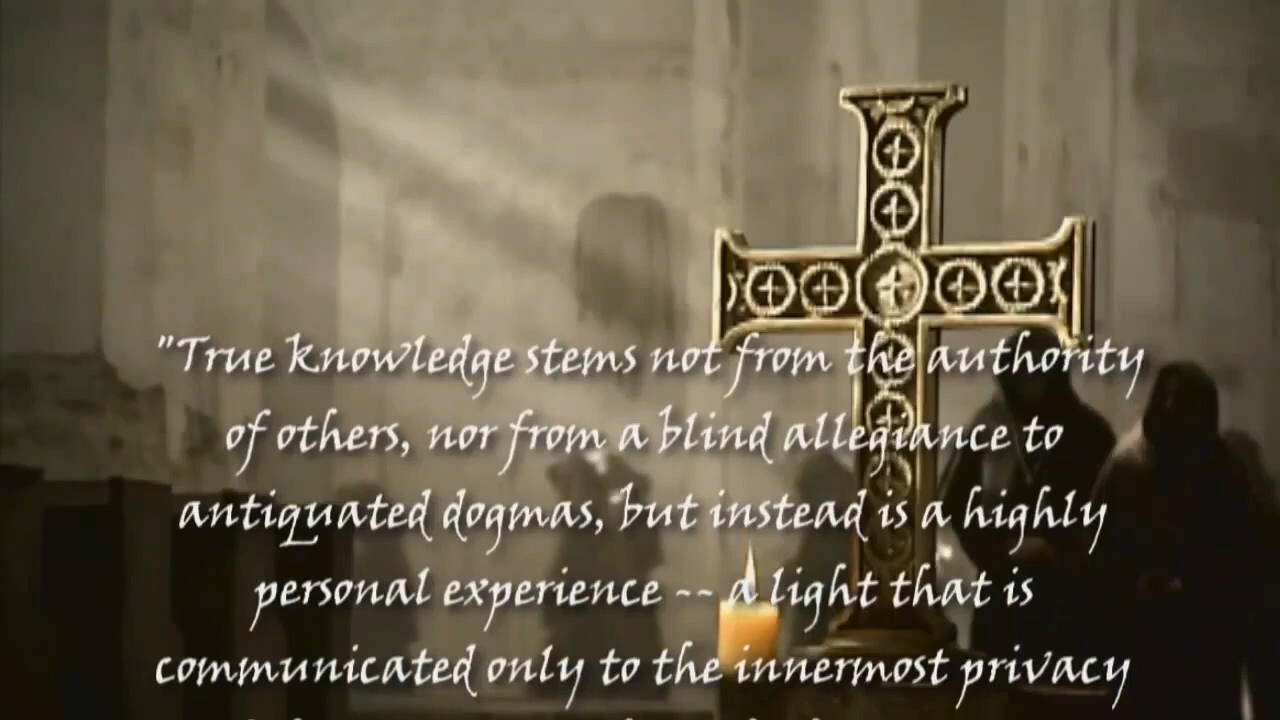 "True knowledge stems not from the authority
of others, nor from a blind allegiance to
antiquated dogmas, but instead is a highly
personal experience -- a light that is
communicated only to the innermost privacy